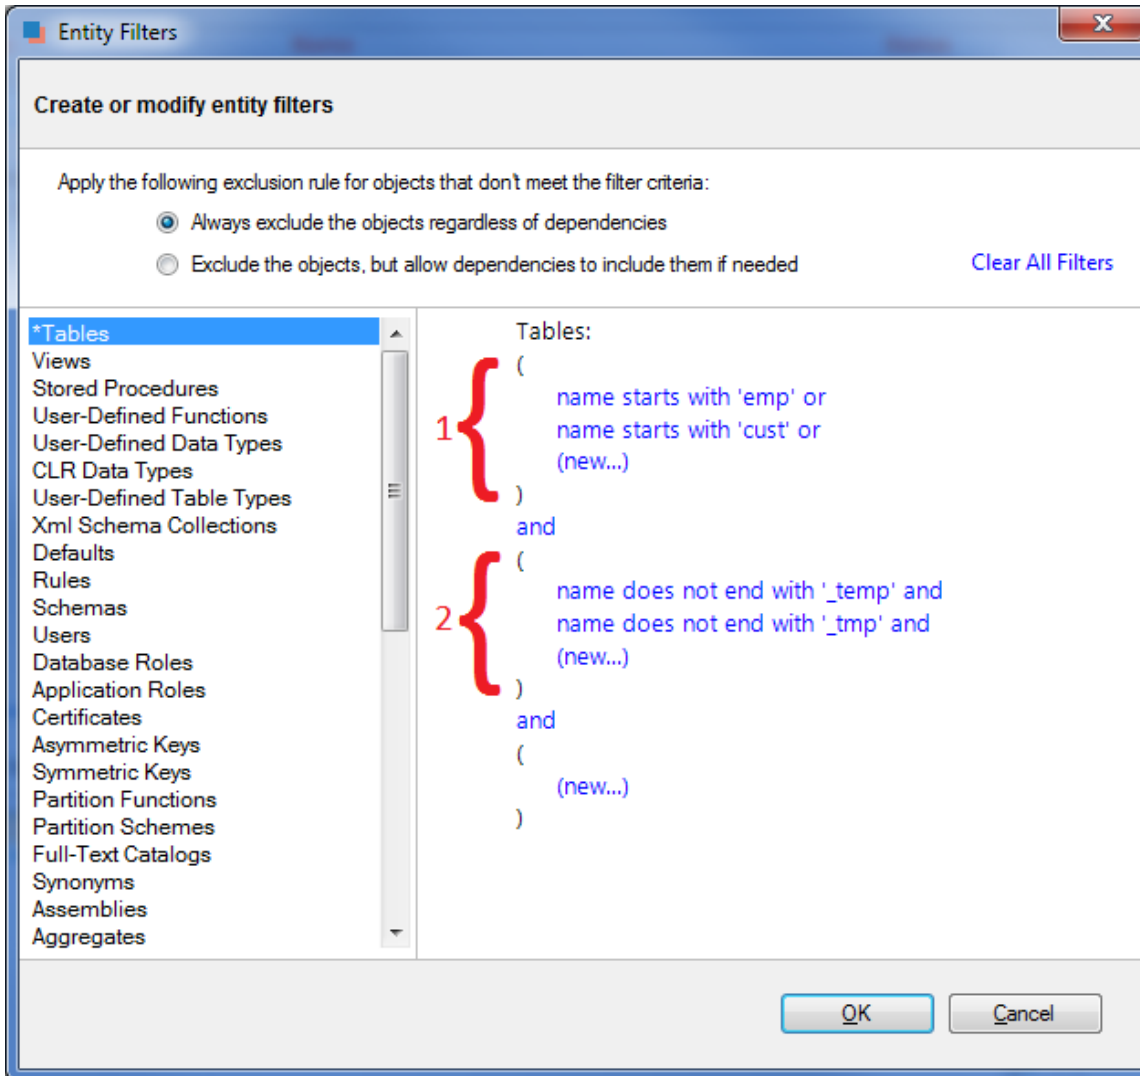 Entity Filters
Create or modify entity filters
Apply the following exclusion rule for objects that don't meet the filter criteria:
Always exclude the objects regardless of dependencies
Exclude the objects, but allow dependencies to include them if needed
Clear All Filters
*Tables
Views
Stored Procedures
User-Defined Functions
User-Defined Data Types
CLR Data Types
User-Defined Table Types
Xml Schema Collections
Defaults
Rules
Schemas
Users
Database Roles
Application Roles
Certificates
Asymmetric Keys
Symmetric Keys
Partition Functions
Partition Schemes
Full-Text Catalogs
Synonyms
Assemblies
Aggregates
Tables:
(
name starts with 'emp' or
1
name starts with 'cust' or
(new...)
)
and
(
name does not end with '_temp' and
2
name does not end with '_tmp' and
(new...)
)
and
(
(new...)
)
OK
Cancel